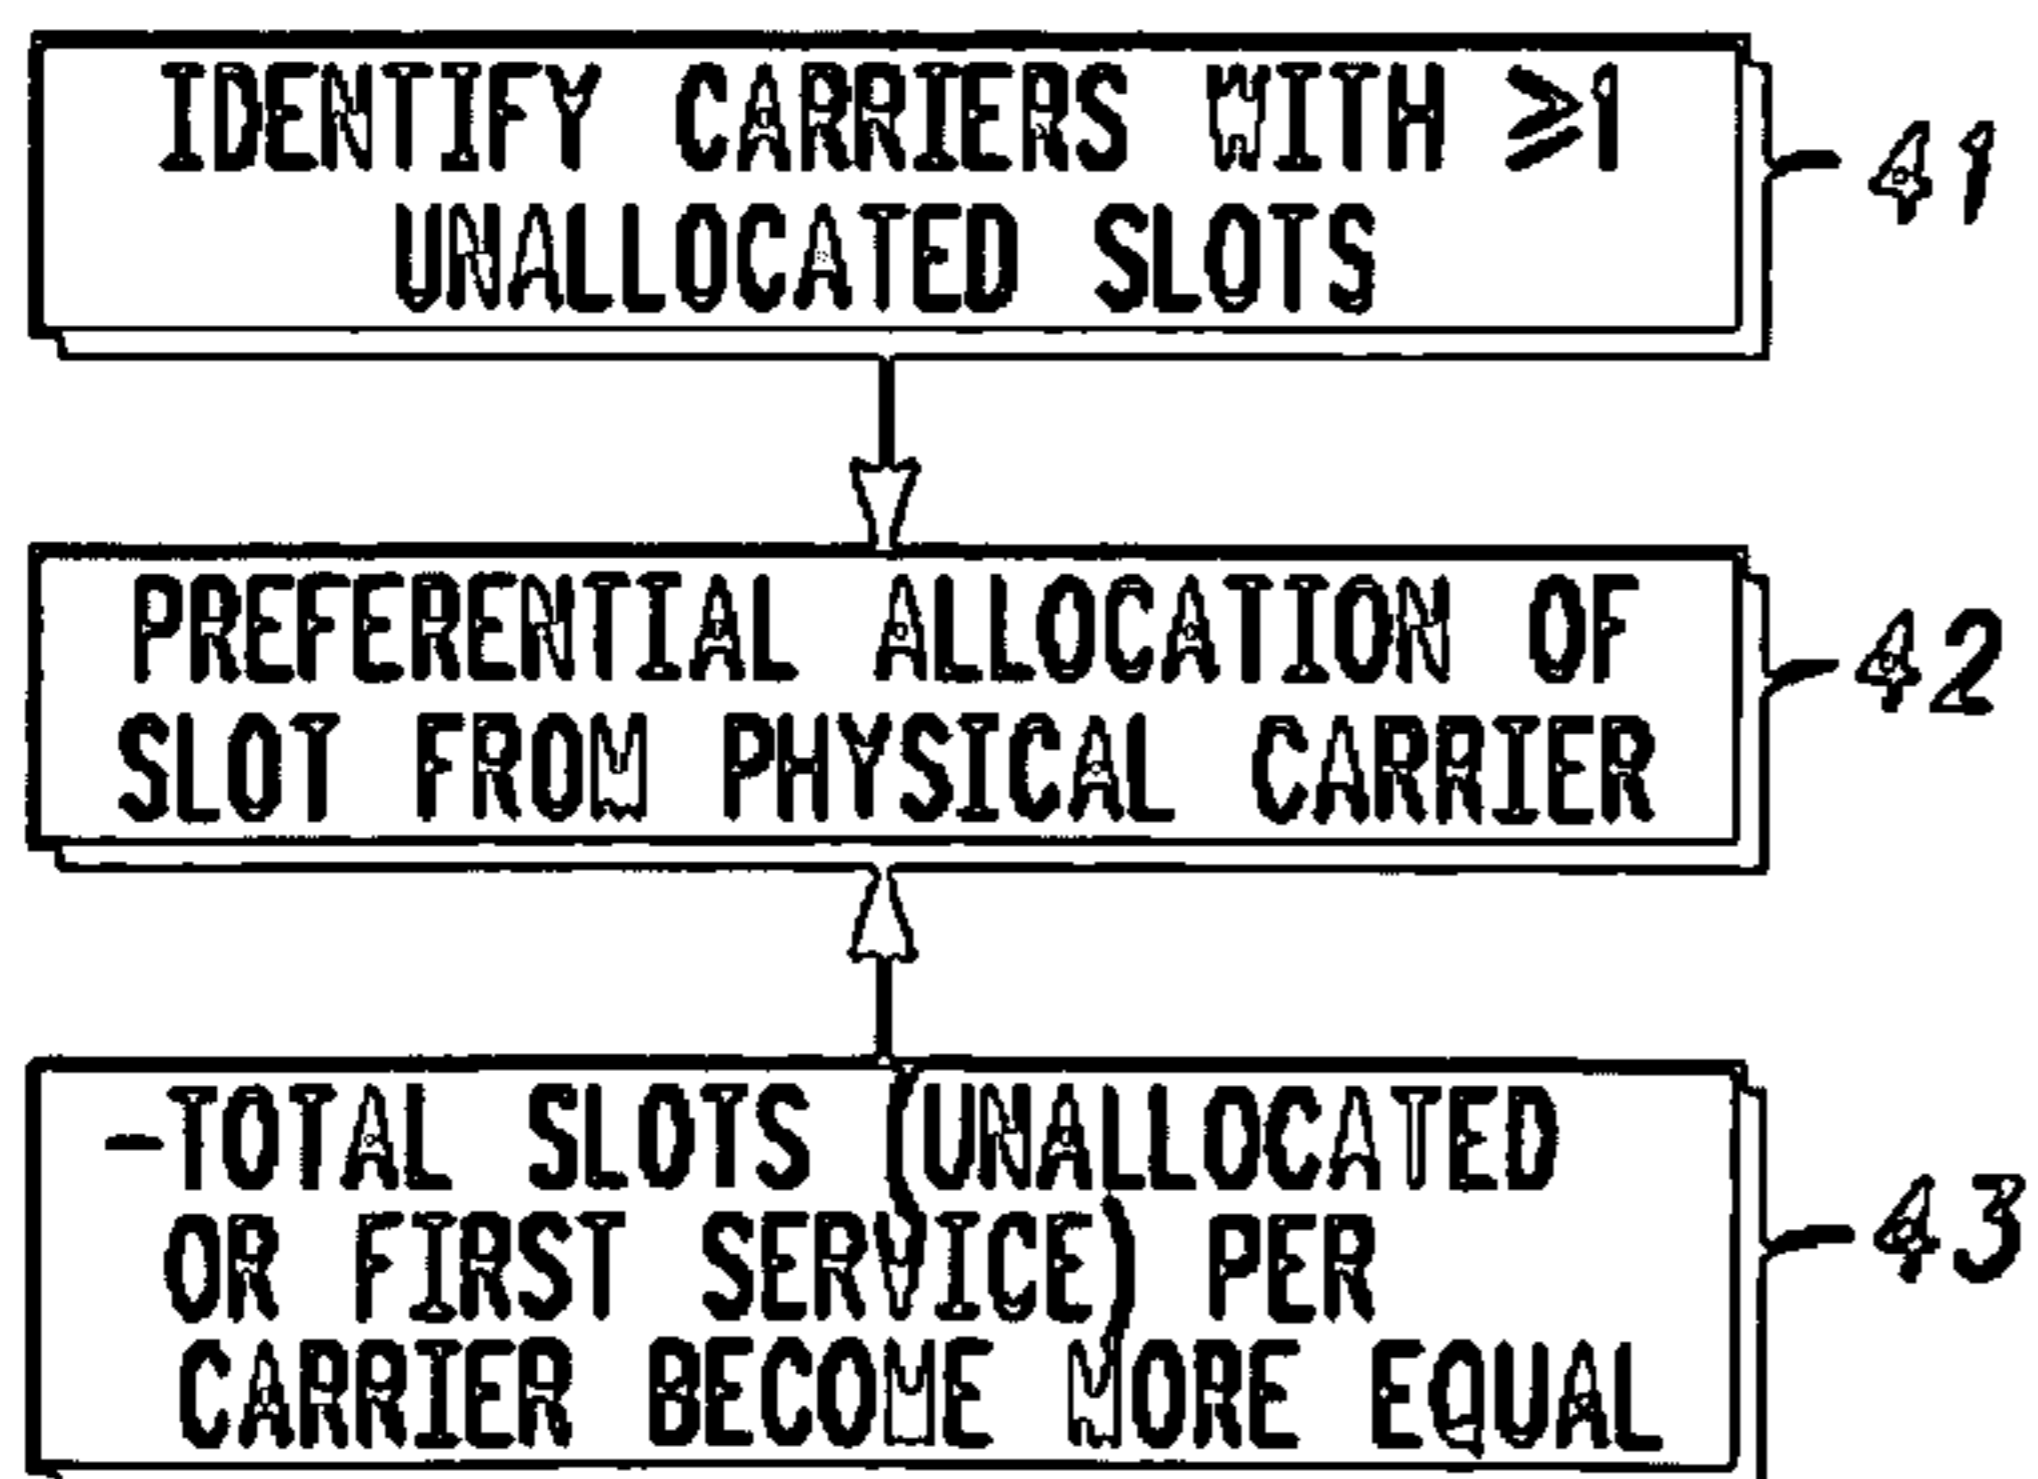 IDENTIFY CARRIERS WITH ≥1
UNALLOCATED SLOTS
41
PREFERENTIAL ALLOCATION OF
SLOT FROM PHYSICAL CARRIER
42
-TOTAL SLOTS (UNALLOCATED
OR FIRST SERVICE) PER
CARRIER BECOME MORE EQUAL
43